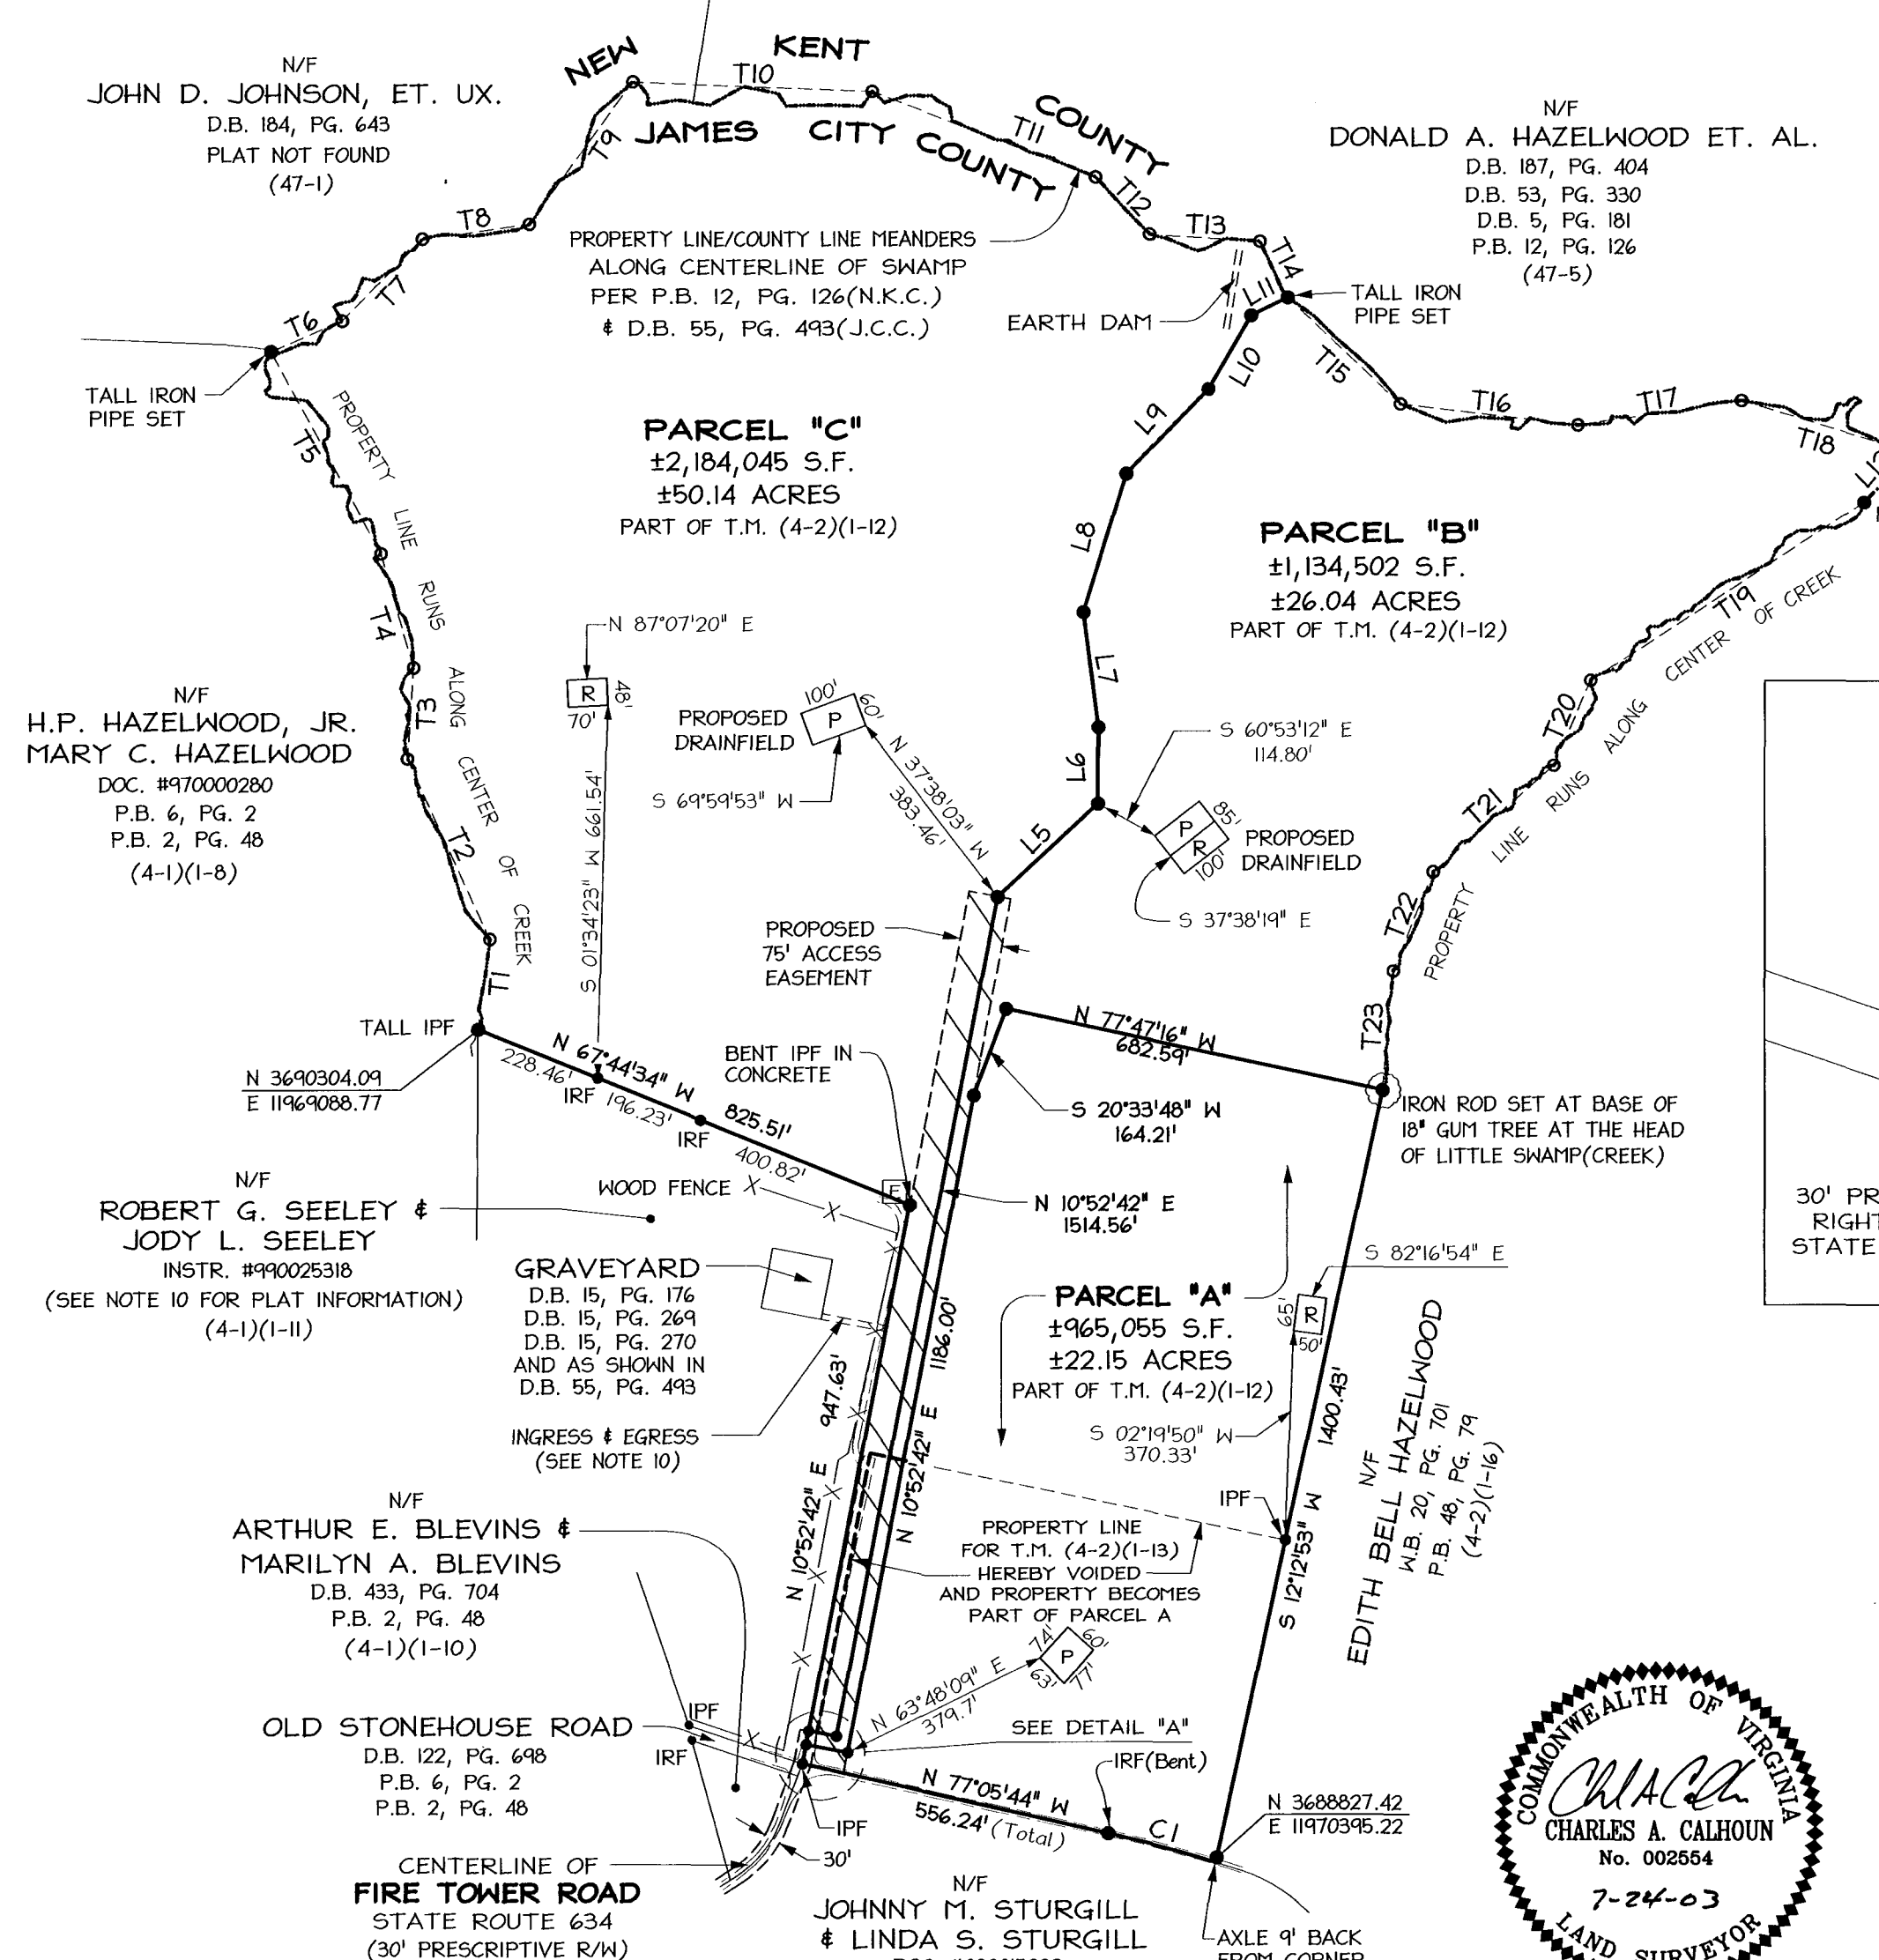 N/F
JOHN D. JOHNSON, ET. UX.
D.B. 184, PG. 643
PLAT NOT FOUND
(47-1)
NEW KENT COUNTY
JAMES CITY COUNTY
N/F
DONALD A. HAZELWOOD ET. AL.
D.B. 187, PG. 404
D.B. 53, PG. 330
D.B. 5, PG. 181
P.B. 12, PG. 126
(47-5)
T6
T7
T8
T9
T10
T11
T12
T13
T14
T15
T16
T17
T18
PROPERTY LINE/COUNTY LINE MEANDERS
ALONG CENTERLINE OF SWAMP
PER P.B. 12, PG. 126(N.K.C.)
& D.B. 55, PG. 493(J.C.C.)
EARTH DAM
L11
TALL IRON
PIPE SET
TALL IRON
PIPE SET
PROPERTY LINE RUNS ALONG CENTER OF CREEK
T5
T4
T3
T2
T1
PARCEL "C"
±2,184,045 S.F.
±50.14 ACRES
PART OF T.M. (4-2)(1-12)
L10
L9
L8
L7
L6
L5
PARCEL "B"
±1,134,502 S.F.
±26.04 ACRES
PART OF T.M. (4-2)(1-12)
T19
T20
T21
T22
T23
PROPERTY LINE RUNS ALONG CENTER OF CREEK
N/F
H.P. HAZELWOOD, JR.
MARY C. HAZELWOOD
DOC. #970000280
P.B. 6, PG. 2
P.B. 2, PG. 48
(4-1)(1-8)
N 87°07'20" E
R
48'
70'
S 01°34'23" W 661.54'
PROPOSED
DRAINFIELD
100'
60'
P
S 69°59'53" W
N 37°38'03" W
383.46'
S 60°53'12" E
114.80'
P
R
85'
100'
PROPOSED
DRAINFIELD
S 37°38'19" E
PROPOSED
75' ACCESS
EASEMENT
TALL IPF
N 3690304.09
E 11969088.77
N 67°44'34" W
825.51'
228.46'
IRF
196.23'
IRF
400.82'
BENT IPF IN
CONCRETE
N 77°47'16" W
682.59'
S 20°33'48" W
164.21'
N 10°52'42" E
1514.56'
IRON ROD SET AT BASE OF
18" GUM TREE AT THE HEAD
OF LITTLE SWAMP(CREEK)
30' PR
RIGHT
STATE
N/F
ROBERT G. SEELEY &
JODY L. SEELEY
INSTR. #990025318
(SEE NOTE 10 FOR PLAT INFORMATION)
(4-1)(1-11)
WOOD FENCE
GRAVEYARD
D.B. 15, PG. 176
D.B. 15, PG. 269
D.B. 15, PG. 270
AND AS SHOWN IN
D.B. 55, PG. 493
INGRESS & EGRESS
(SEE NOTE 10)
N 10°52'42" E
947.63'
N 10°52'42" E
1186.00'
PARCEL "A"
±965,055 S.F.
±22.15 ACRES
PART OF T.M. (4-2)(1-12)
S 82°16'54" E
R
65'
50'
S 02°19'50" W
370.33'
IPF
S 12°12'53" W
1400.43'
N/F
EDITH BELL HAZELWOOD
W.B. 20, PG. 701
P.B. 48, PG. 79
(4-2)(1-16)
PROPERTY LINE
FOR T.M. (4-2)(1-13)
HEREBY VOIDED
AND PROPERTY BECOMES
PART OF PARCEL A
N/F
ARTHUR E. BLEVINS &
MARILYN A. BLEVINS
D.B. 433, PG. 704
P.B. 2, PG. 48
(4-1)(1-10)
74'
60'
P
63'
77'
N 63°48'09" E
379.7'
OLD STONEHOUSE ROAD
D.B. 122, PG. 698
P.B. 6, PG. 2
P.B. 2, PG. 48
IPF
IRF
SEE DETAIL "A"
IRF(Bent)
N 77°05'44" W
556.24' (Total)
C1
N 3688827.42
E 11970395.22
IPF
30'
CENTERLINE OF
FIRE TOWER ROAD
STATE ROUTE 634
(30' PRESCRIPTIVE R/W)
N/F
JOHNNY M. STURGILL
& LINDA S. STURGILL
AXLE 9' BACK
FROM CORNER
COMMONWEALTH OF VIRGINIA
CHARLES A. CALHOUN
No. 002554
7-24-03
LAND SURVEYOR